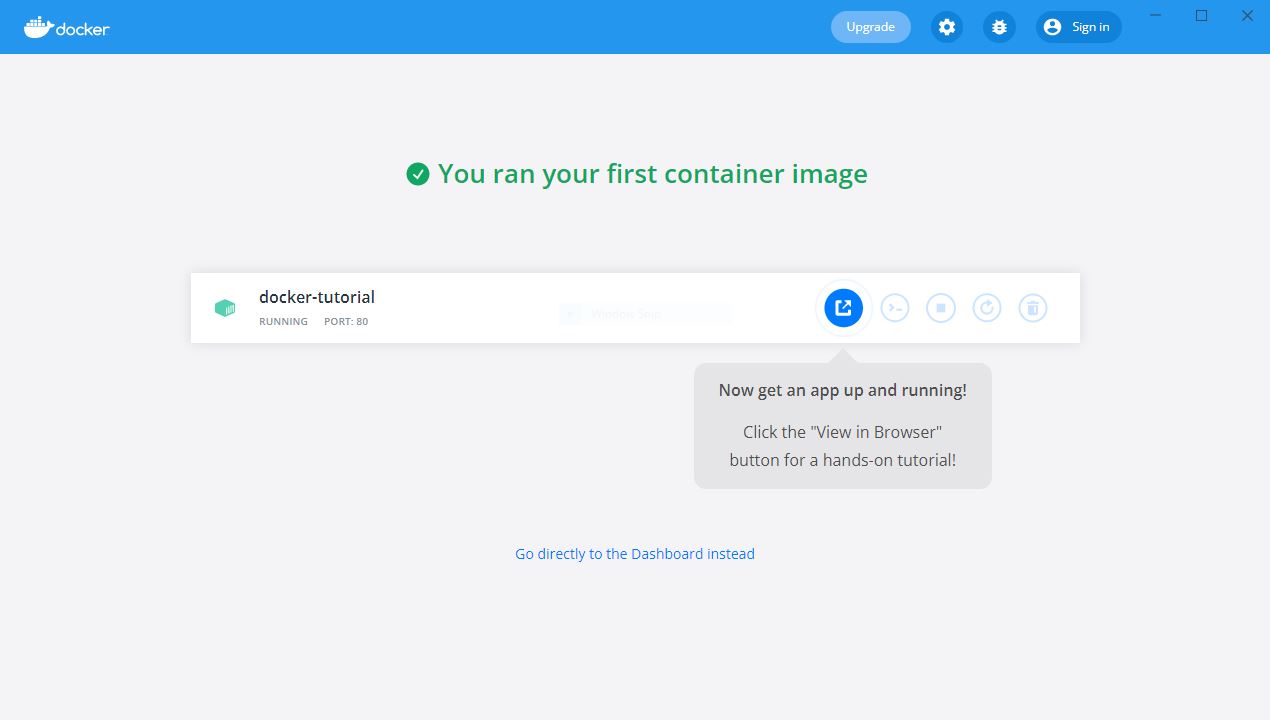 docker
Upgrade
Sign in
You ran your first container image
docker-tutorial
RUNNING PORT: 80
Window Snip
Now get an app up and running!
Click the "View in Browser"
button for a hands-on tutorial!
Go directly to the Dashboard instead